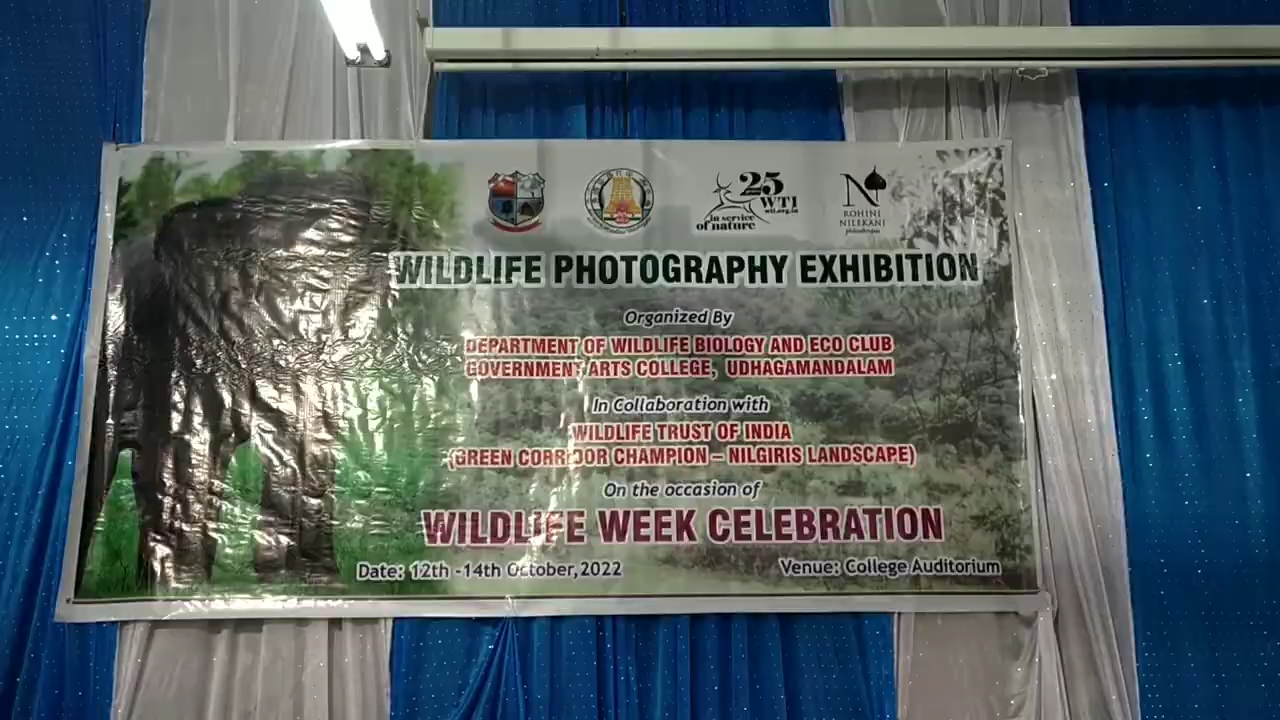 25
WTI
wti.org.in
in service
of nature
N
ROHINI
NILEKANI
philanthropies
WILDLIFE PHOTOGRAPHY EXHIBITION
Organized By
DEPARTMENT OF WILDLIFE BIOLOGY AND ECO CLUB
GOVERNMENT ARTS COLLEGE, UDHAGAMANDALAM
In Collaboration with
WILDLIFE TRUST OF INDIA
(GREEN CORRIDOR CHAMPION – NILGIRIS LANDSCAPE)
On the occasion of
WILDLIFE WEEK CELEBRATION
Date: 12th -14th October,2022
Venue: College Auditorium